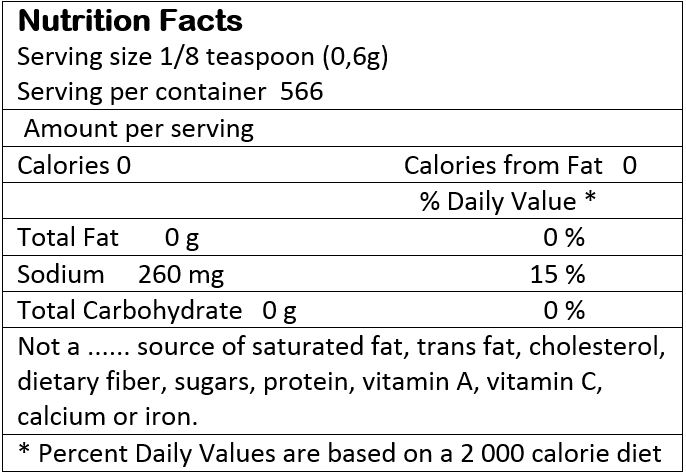 Nutrition Facts
Serving size 1/8 teaspoon (0,6g)
Serving per container 566
Amount per serving
Calories 0 Calories from Fat 0
% Daily Value *
Total Fat 0 g 0 %
Sodium 260 mg 15 %
Total Carbohydrate 0 g 0 %
Not a ...... source of saturated fat, trans fat, cholesterol,
dietary fiber, sugars, protein, vitamin A, vitamin C,
calcium or iron.
* Percent Daily Values are based on a 2 000 calorie diet